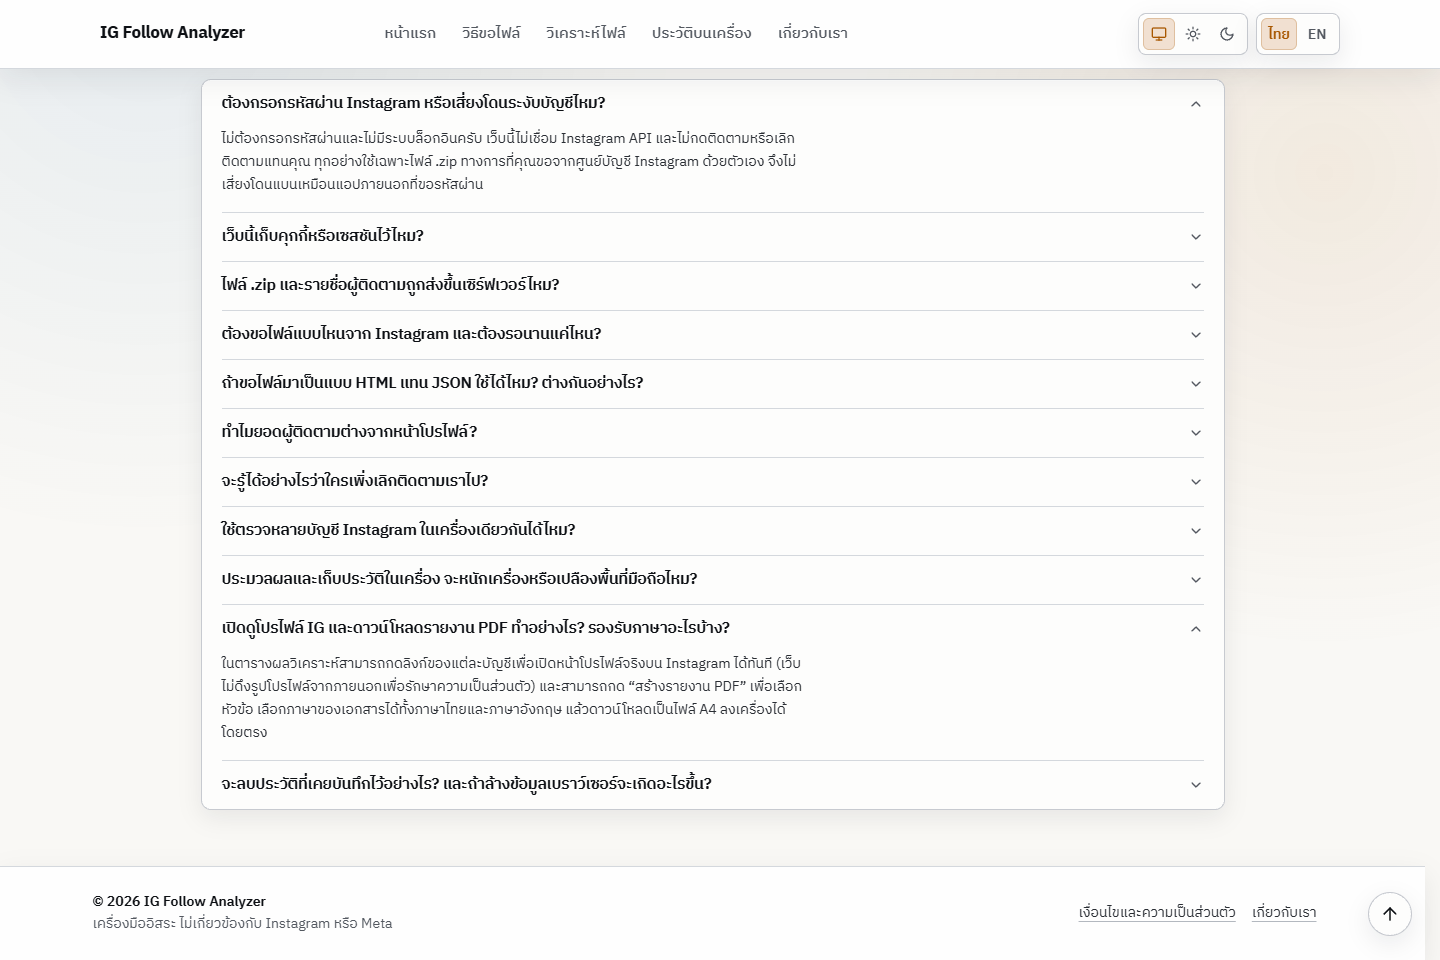 IG Follow Analyzer
หน้าแรก
วิธีขอไฟล์
วิเคราะห์ไฟล์
ประวัติบนเครื่อง
เกี่ยวกับเรา
ไทย
EN
ต้องกรอกรหัสผ่าน Instagram หรือเสี่ยงโดนระงับบัญชีไหม?
ไม่ต้องกรอกรหัสผ่านและไม่มีระบบล็อกอินครับ เว็บนี้ไม่เชื่อม Instagram API และไม่กดติดตามหรือเลิก
ติดตามแทนคุณ ทุกอย่างใช้เฉพาะไฟล์ .zip ทางการที่คุณขอจากศูนย์บัญชี Instagram ด้วยตัวเอง จึงไม่
เสี่ยงโดนแบนเหมือนแอปภายนอกที่ขอรหัสผ่าน
เว็บนี้เก็บคุกกี้หรือเซสชันไว้ไหม?
ไฟล์ .zip และรายชื่อผู้ติดตามถูกส่งขึ้นเซิร์ฟเวอร์ไหม?
ต้องขอไฟล์แบบไหนจาก Instagram และต้องรอนานแค่ไหน?
ถ้าขอไฟล์มาเป็นแบบ HTML แทน JSON ใช้ได้ไหม? ต่างกันอย่างไร?
ทำไมยอดผู้ติดตามต่างจากหน้าโปรไฟล์?
จะรู้ได้อย่างไรว่าใครเพิ่งเลิกติดตามเราไป?
ใช้ตรวจหลายบัญชี Instagram ในเครื่องเดียวกันได้ไหม?
ประมวลผลและเก็บประวัติในเครื่อง จะหนักเครื่องหรือเปลืองพื้นที่มือถือไหม?
เปิดดูโปรไฟล์ IG และดาวน์โหลดรายงาน PDF ทำอย่างไร? รองรับภาษาอะไรบ้าง?
ในตารางผลวิเคราะห์สามารถกดลิงก์ของแต่ละบัญชีเพื่อเปิดหน้าโปรไฟล์จริงบน Instagram ได้ทันที (เว็บ
ไม่ดึงรูปโปรไฟล์จากภายนอกเพื่อรักษาความเป็นส่วนตัว) และสามารถกด “สร้างรายงาน PDF” เพื่อเลือก
หัวข้อ เลือกภาษาของเอกสารได้ทั้งภาษาไทยและภาษาอังกฤษ แล้วดาวน์โหลดเป็นไฟล์ A4 ลงเครื่องได้
โดยตรง
จะลบประวัติที่เคยบันทึกไว้อย่างไร? และถ้าล้างข้อมูลเบราว์เซอร์จะเกิดอะไรขึ้น?
© 2026 IG Follow Analyzer
เครื่องมืออิสระ ไม่เกี่ยวข้องกับ Instagram หรือ Meta
เงื่อนไขและความเป็นส่วนตัว
เกี่ยวกับเรา